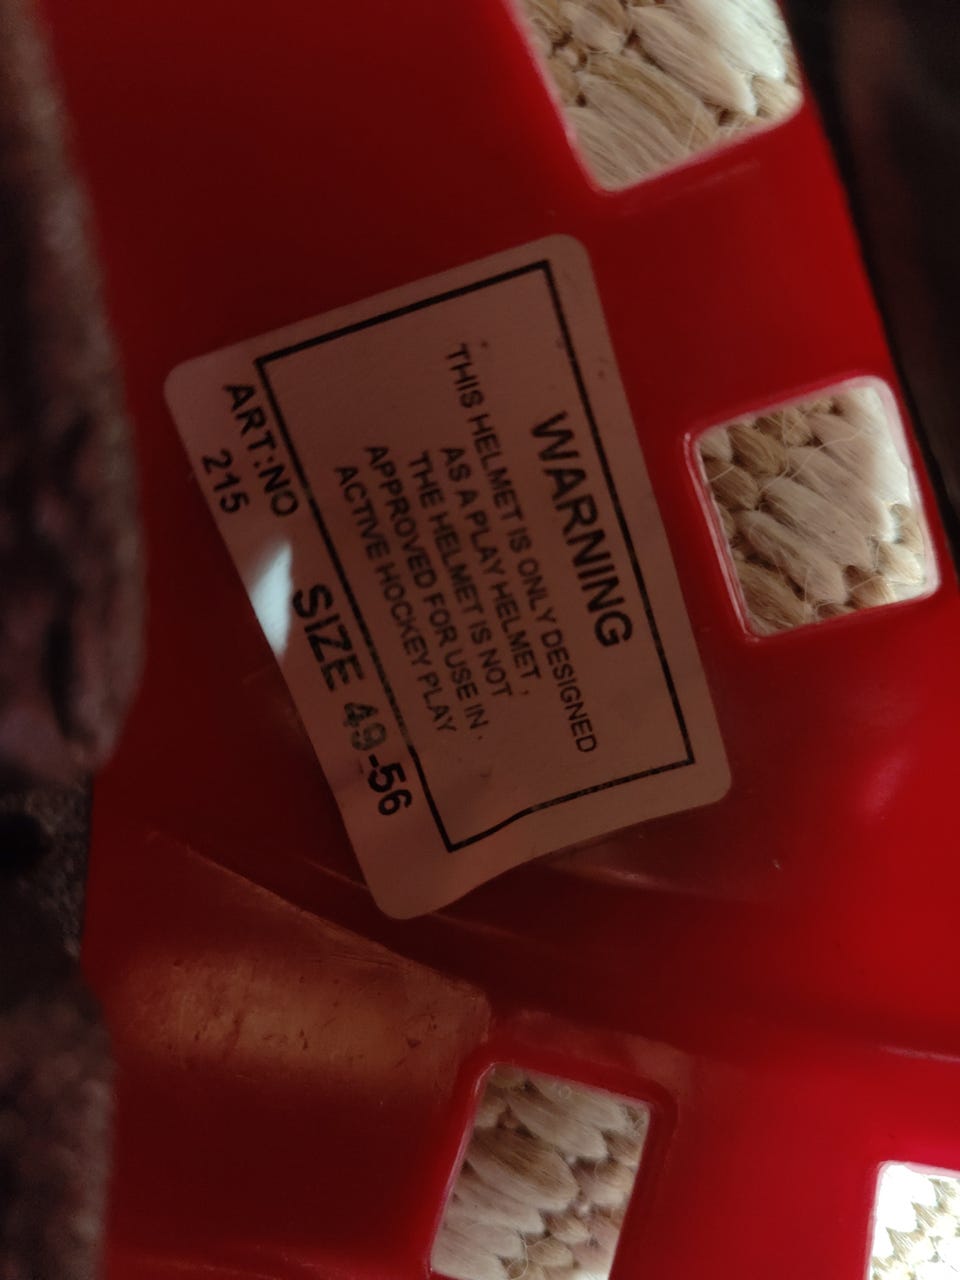 WARNING
THIS HELMET IS ONLY DESIGNED
AS A PLAY HELMET,
THE HELMET IS NOT
APPROVED FOR USE IN.
ACTIVE HOCKEY PLAY
ART:NO SIZE 49-56
215